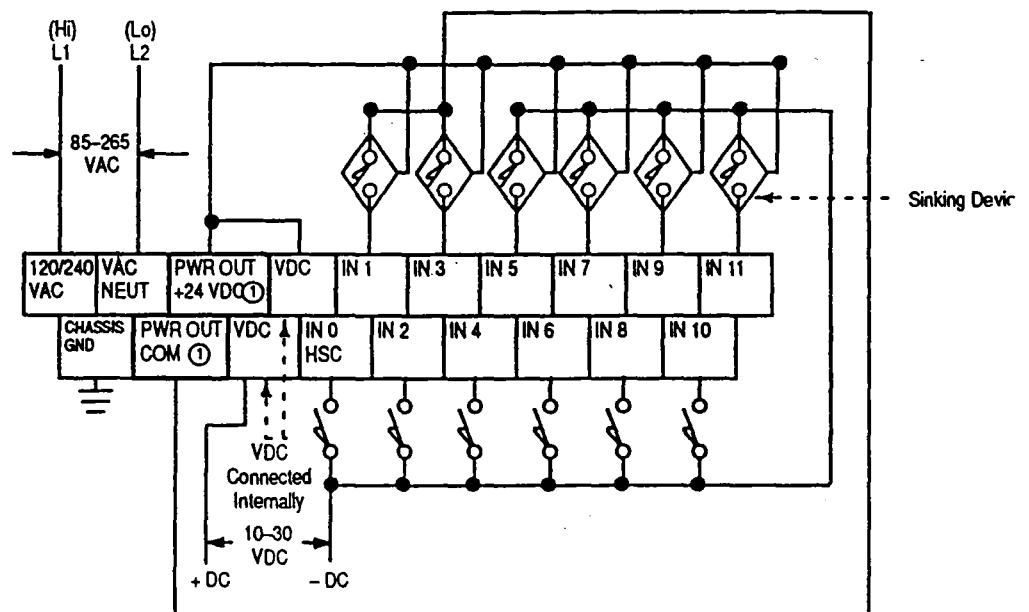 (Hi)
L1
(Lo)
L2
85–265
VAC
Sinking Devic
120/240
VAC
VAC
NEUT
PWR OUT
+24 VDC①
VDC
IN 1
IN 3
IN 5
IN 7
IN 9
IN 11
CHASSIS
GND
PWR OUT
COM ①
VDC
IN 0
HSC
IN 2
IN 4
IN 6
IN 8
IN 10
VDC
Connected
Internally
10–30
VDC
+ DC
– DC